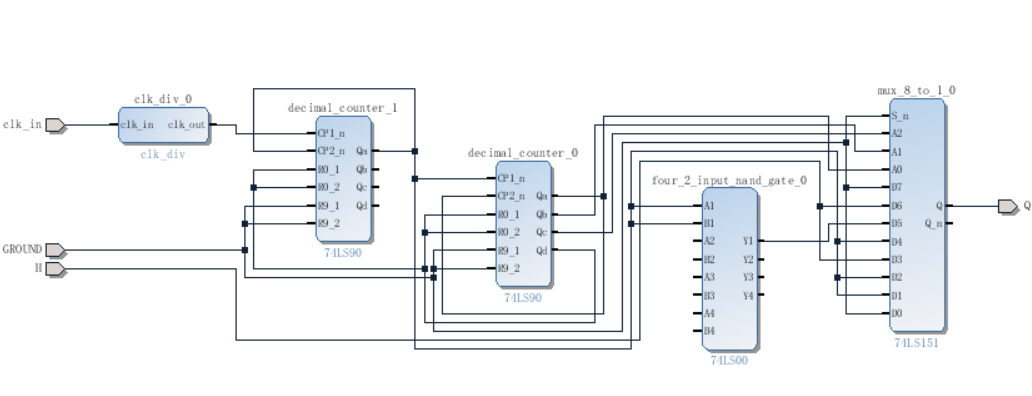 clk_in
clk_div_0
clk_in clk_out
clk_div
decimal_counter_1
CP1_n
CP2_n Qa
R0_1 Qb
R0_2 Qc
R9_1 Qd
R9_2
74LS90
GROUND
H
decimal_counter_0
CP1_n
CP2_n Qa
R0_1 Qb
R0_2 Qc
R9_1 Qd
R9_2
74LS90
four_2_input_nand_gate_0
A1
B1
A2 Y1
B2 Y2
A3 Y3
B3 Y4
A4
B4
74LS00
mux_8_to_1_0
S_n
A2
A1
A0
D7
D6 Q
D5 Q_n
D4
D3
D2
D1
D0
74LS151
Q